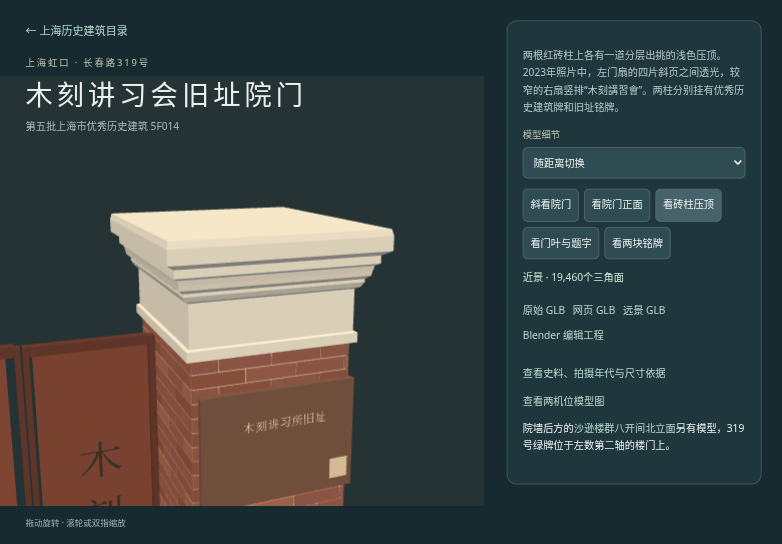 ← 上海历史建筑目录
上海虹口 · 长春路319号
木刻讲习会旧址院门
第五批上海市优秀历史建筑 5F014
木刻讲习所旧址
木
拖动旋转 · 滚轮或双指缩放
两根红砖柱上各有一道分层出挑的浅色压顶。
2023年照片中，左门扇的四片斜页之间透光，较
窄的右扇竖排“木刻講習會”。两柱分别挂有优秀历
史建筑牌和旧址铭牌。
模型细节
随距离切换
斜看院门
看院门正面
看砖柱压顶
看门叶与题字
看两块铭牌
近景 · 19,460个三角面
原始 GLB 网页 GLB 远景 GLB
Blender 编辑工程
查看史料、拍摄年代与尺寸依据
查看两机位模型图
院墙后方的沙逊楼群八开间北立面另有模型，319
号绿牌位于左数第二轴的楼门上。